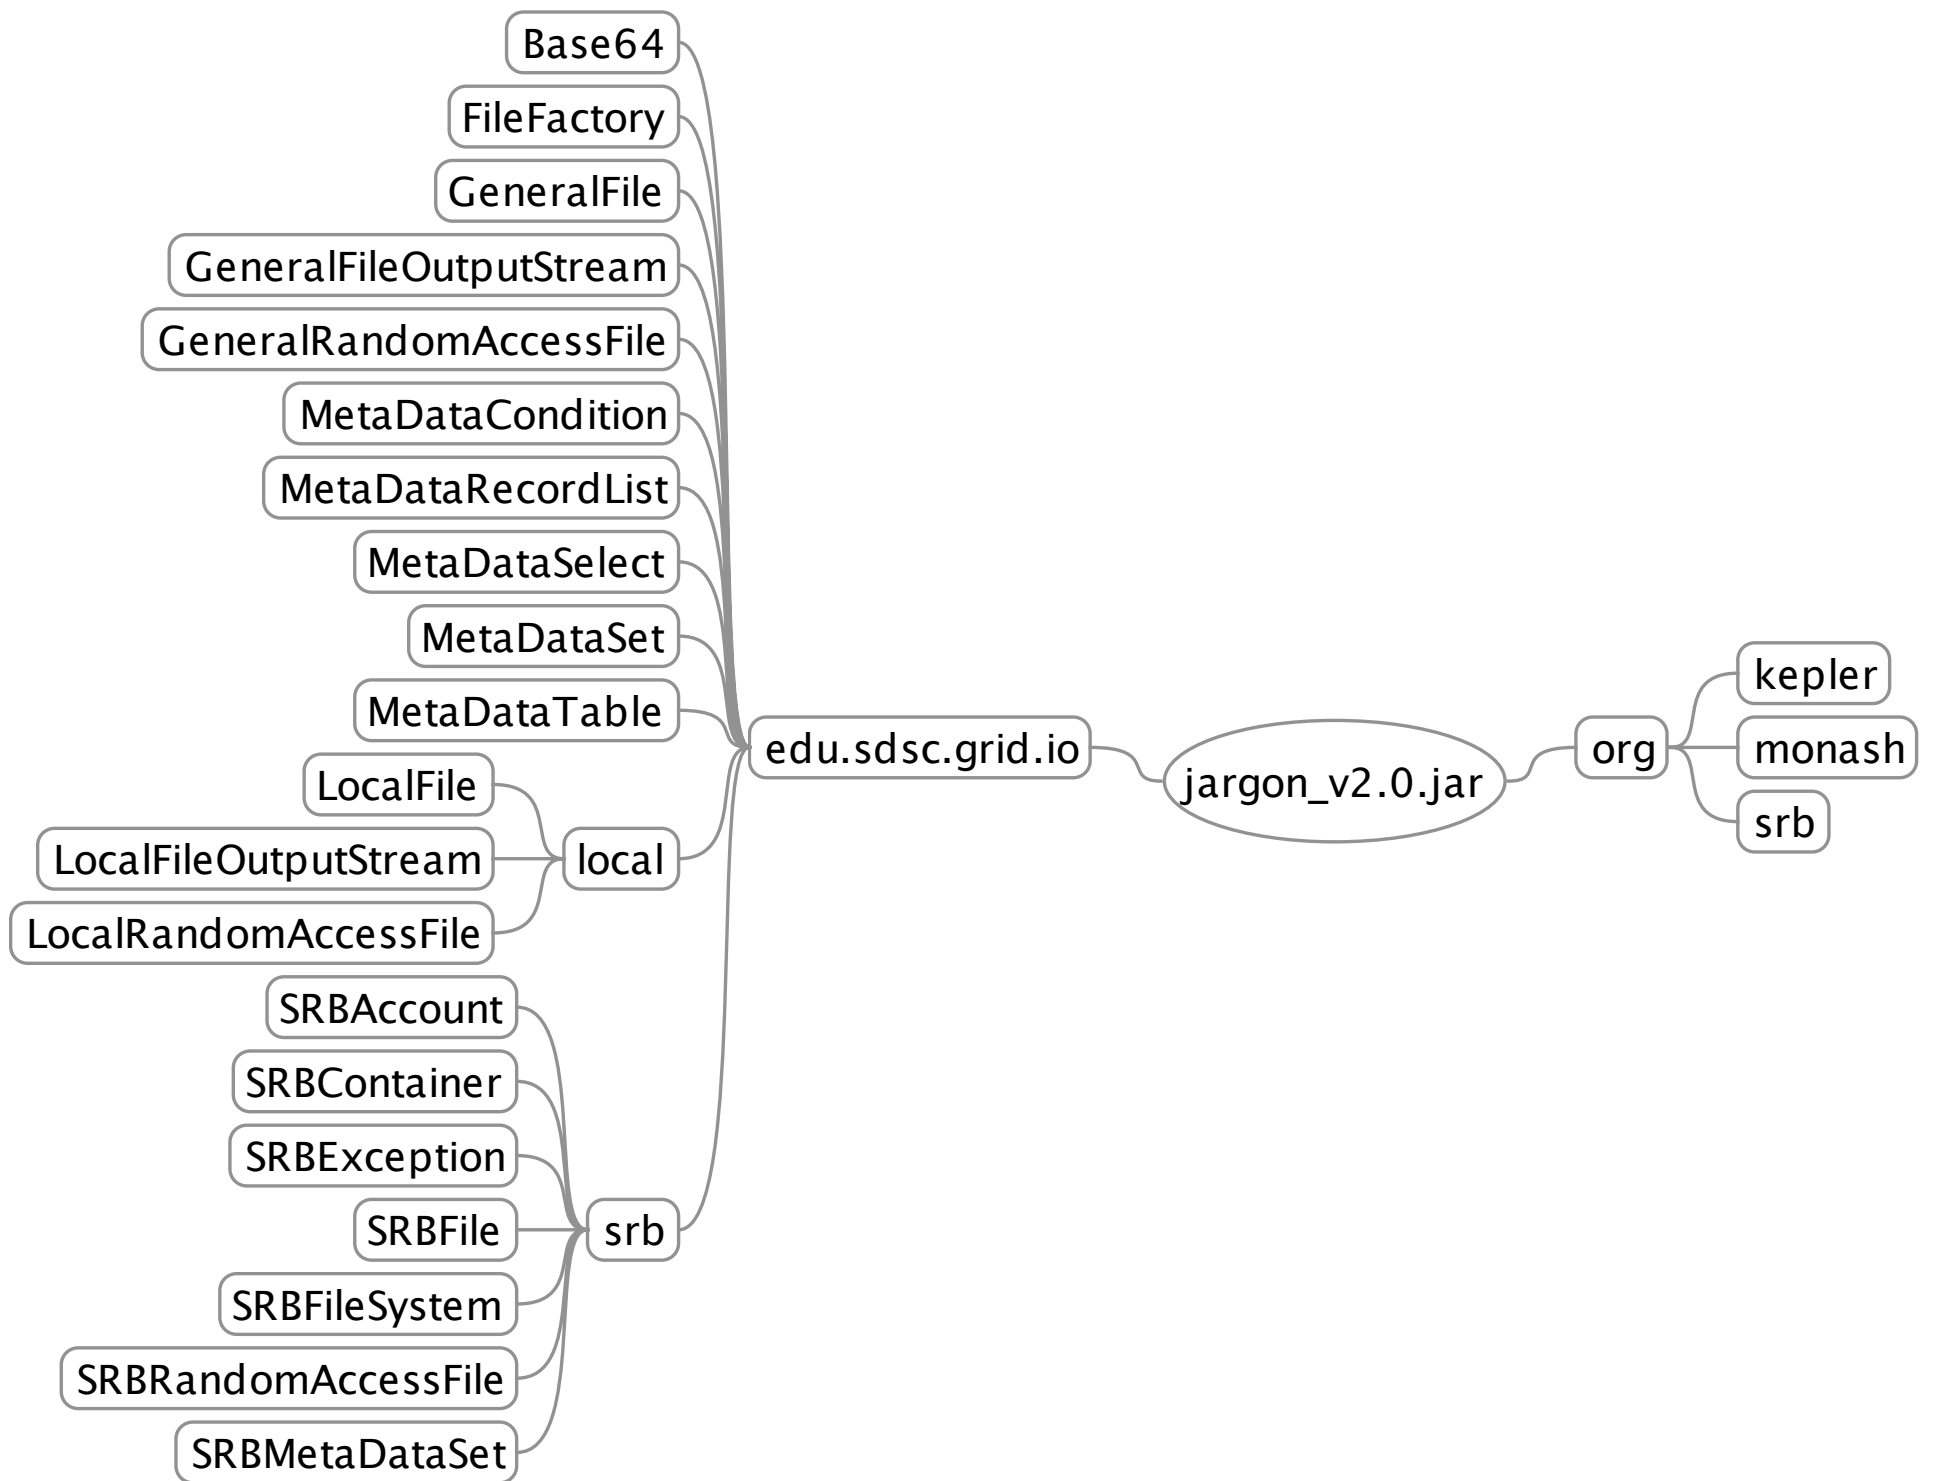 Base64
FileFactory
GeneralFile
GeneralFileOutputStream
GeneralRandomAccessFile
MetaDataCondition
MetaDataRecordList
MetaDataSelect
MetaDataSet
MetaDataTable
LocalFile
LocalFileOutputStream
LocalRandomAccessFile
local
SRBAccount
SRBContainer
SRBException
SRBFile
SRBFileSystem
SRBRandomAccessFile
SRBMetaDataSet
srb
edu.sdsc.grid.io
jargon_v2.0.jar
org
kepler
monash
srb